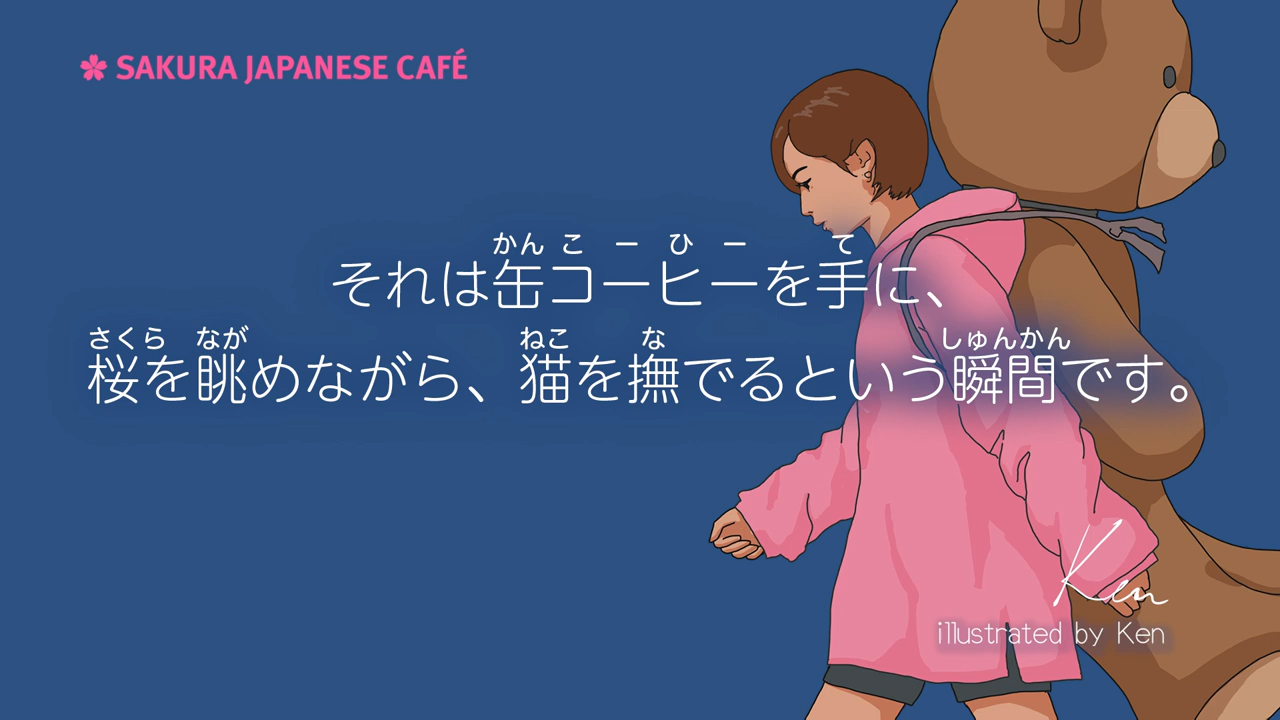 SAKURA JAPANESE CAFÉ
かん こ ー ひ ー て
それは缶コーヒーを手に、
さくら なが ねこ な しゅんかん
桜を眺めながら、猫を撫でるという瞬間です。
Ken
illustrated by Ken